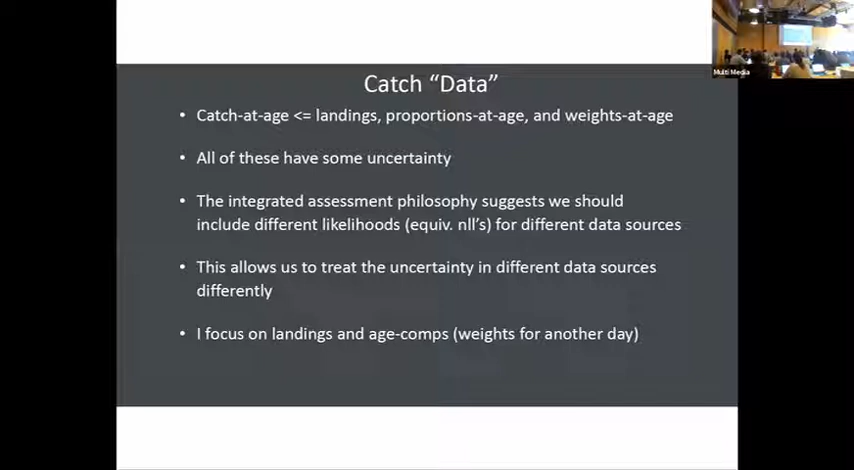 Multi Media
Catch “Data”
• Catch-at-age <= landings, proportions-at-age, and weights-at-age
• All of these have some uncertainty
• The integrated assessment philosophy suggests we should
include different likelihoods (equiv. nll's) for different data sources
• This allows us to treat the uncertainty in different data sources
differently
• I focus on landings and age-comps (weights for another day)